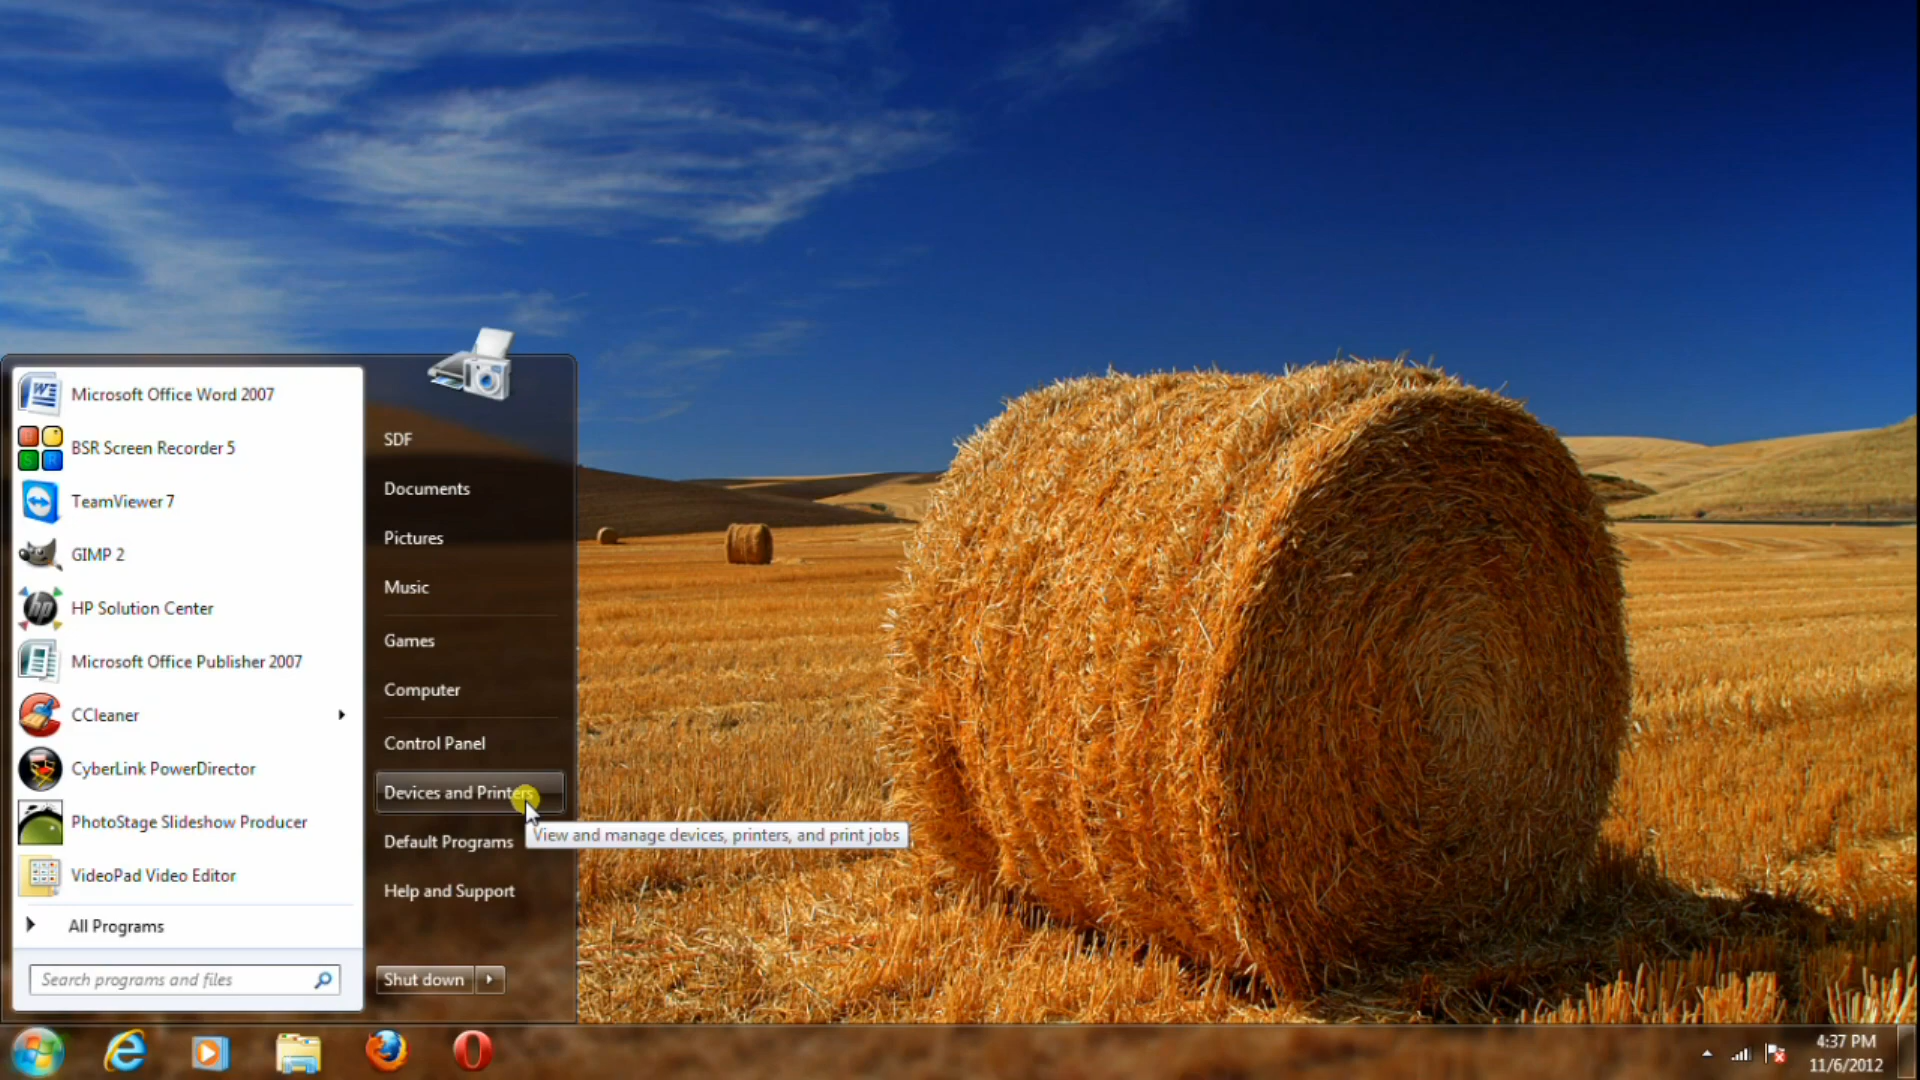 Microsoft Office Word 2007
BSR Screen Recorder 5
TeamViewer 7
GIMP 2
HP Solution Center
Microsoft Office Publisher 2007
CCleaner
CyberLink PowerDirector
PhotoStage Slideshow Producer
VideoPad Video Editor
All Programs
Search programs and files
SDF
Documents
Pictures
Music
Games
Computer
Control Panel
Devices and Printers
View and manage devices, printers, and print jobs
Default Programs
Help and Support
Shut down
4:37 PM
11/6/2012